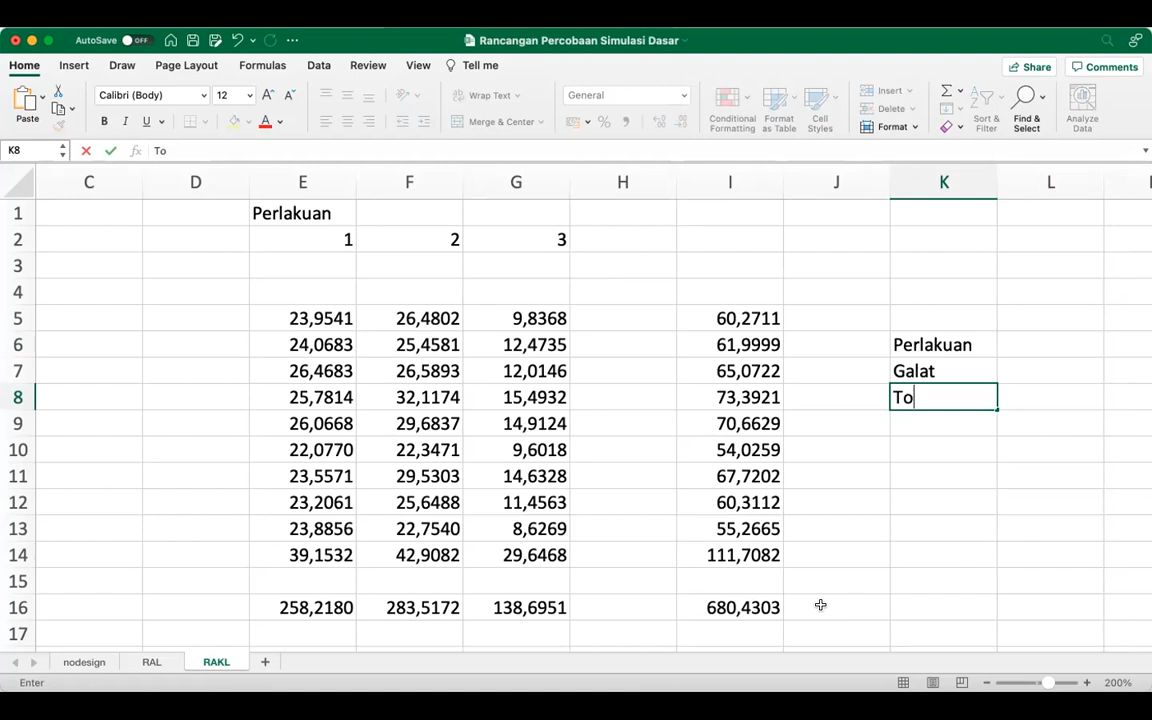 AutoSave OFF Rancangan Percobaan Simulasi Dasar
Home Insert Draw Page Layout Formulas Data Review View Tell me Share Comments
Paste Calibri (Body) 12 A A Wrap Text General Conditional Formatting Format as Table Cell Styles Insert Sort & Filter Find & Select Analyze Data
B I U A Merge & Center % Delete Format
K8 fx To
C D E F G H I J K L
1 Perlakuan
2 1 2 3
3
4
5 23,9541 26,4802 9,8368 60,2711
6 24,0683 25,4581 12,4735 61,9999 Perlakuan
7 26,4683 26,5893 12,0146 65,0722 Galat
8 25,7814 32,1174 15,4932 73,3921 To
9 26,0668 29,6837 14,9124 70,6629
10 22,0770 22,3471 9,6018 54,0259
11 23,5571 29,5303 14,6328 67,7202
12 23,2061 25,6488 11,4563 60,3112
13 23,8856 22,7540 8,6269 55,2665
14 39,1532 42,9082 29,6468 111,7082
15
16 258,2180 283,5172 138,6951 680,4303
17
nodesign RAL RAKL
Enter 200%